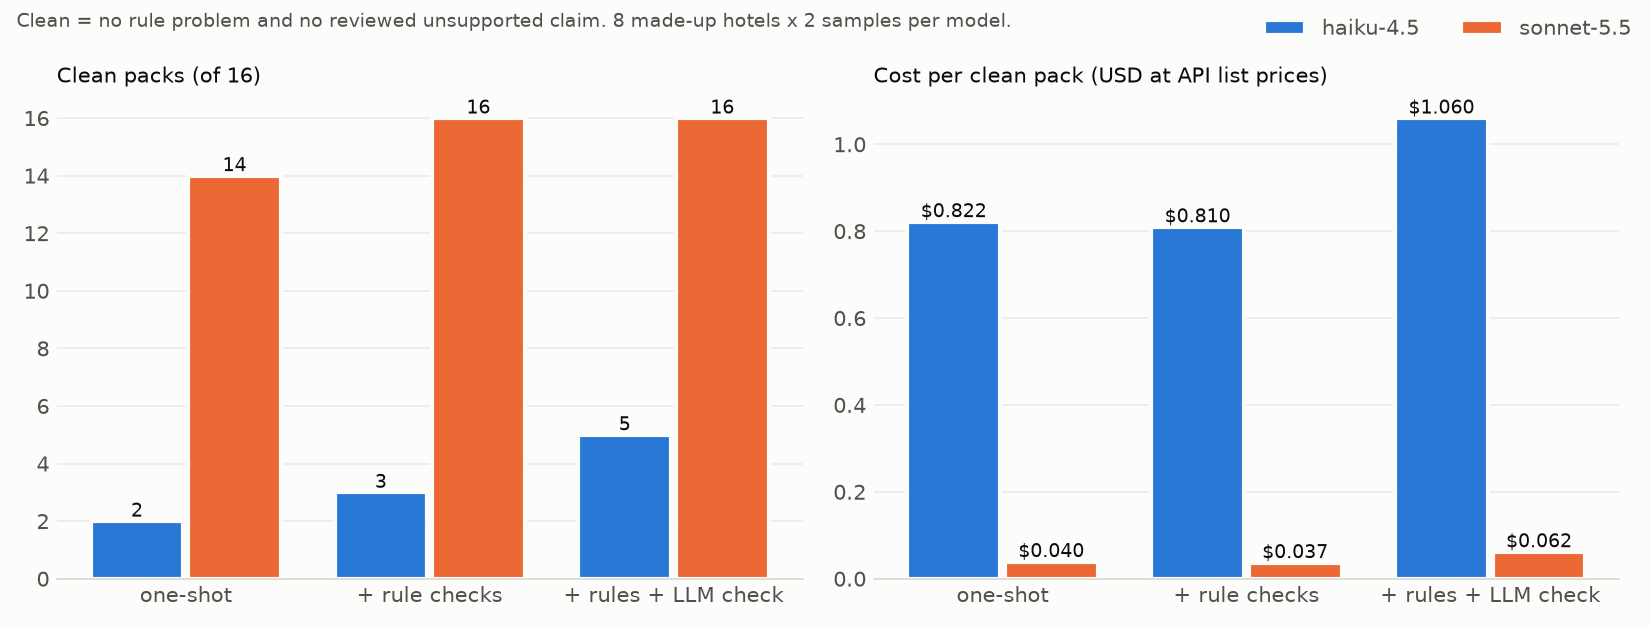 Clean = no rule problem and no reviewed unsupported claim. 8 made-up hotels x 2 samples per model.
haiku-4.5
sonnet-5.5
Clean packs (of 16)
16
14
12
10
8
6
4
2
0
2
14
3
16
5
16
one-shot
+ rule checks
+ rules + LLM check
Cost per clean pack (USD at API list prices)
1.0
0.8
0.6
0.4
0.2
0.0
$0.822
$0.040
$0.810
$0.037
$1.060
$0.062
one-shot
+ rule checks
+ rules + LLM check